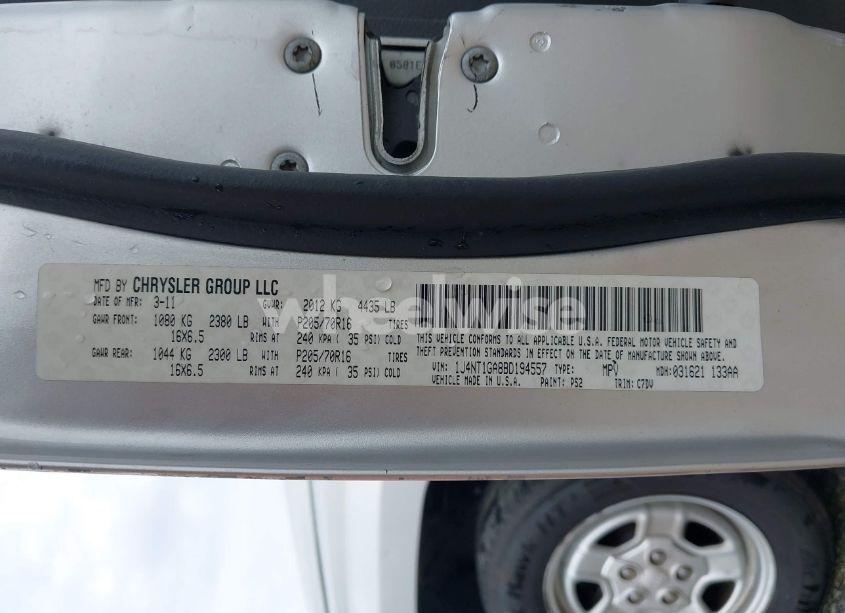 0501E
MFD BY CHRYSLER GROUP LLC
DATE OF MFR: 3-11 GVWR: 2012 KG 4435 LB
GAWR FRONT: 1080 KG 2380 LB WITH P205/70R16 TIRES
16X6.5 RIMS AT 240 KPA ( 35 PSI) COLD
GAWR REAR: 1044 KG 2300 LB WITH P205/70R16 TIRES
16X6.5 RIMS AT 240 KPA ( 35 PSI) COLD
THIS VEHICLE CONFORMS TO ALL APPLICABLE U.S.A. FEDERAL MOTOR VEHICLE SAFETY AND
THEFT PREVENTION STANDARDS IN EFFECT ON THE DATE OF MANUFACTURE SHOWN ABOVE.
VIN: 1J4NT1GA8BD194557 TYPE: MPV MDH: 031621 133AA
VEHICLE MADE IN U.S.A. PAINT: PS2 TRIM: C7DV
wheelwise